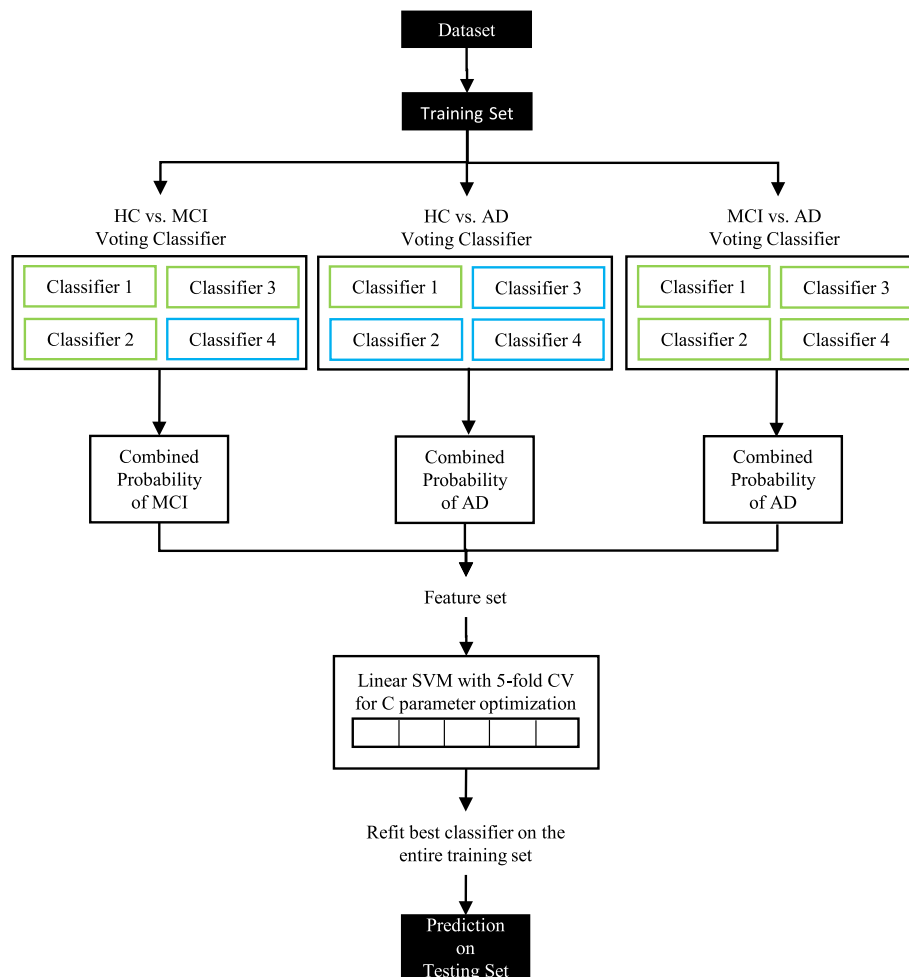 Dataset
Training Set
HC vs. MCI
Voting Classifier
HC vs. AD
Voting Classifier
MCI vs. AD
Voting Classifier
Classifier 1
Classifier 3
Classifier 2
Classifier 4
Classifier 1
Classifier 3
Classifier 2
Classifier 4
Classifier 1
Classifier 3
Classifier 2
Classifier 4
Combined
Probability
of MCI
Combined
Probability
of AD
Combined
Probability
of AD
Feature set
Linear SVM with 5-fold CV
for C parameter optimization
Refit best classifier on the
entire training set
Prediction
on
Testing Set